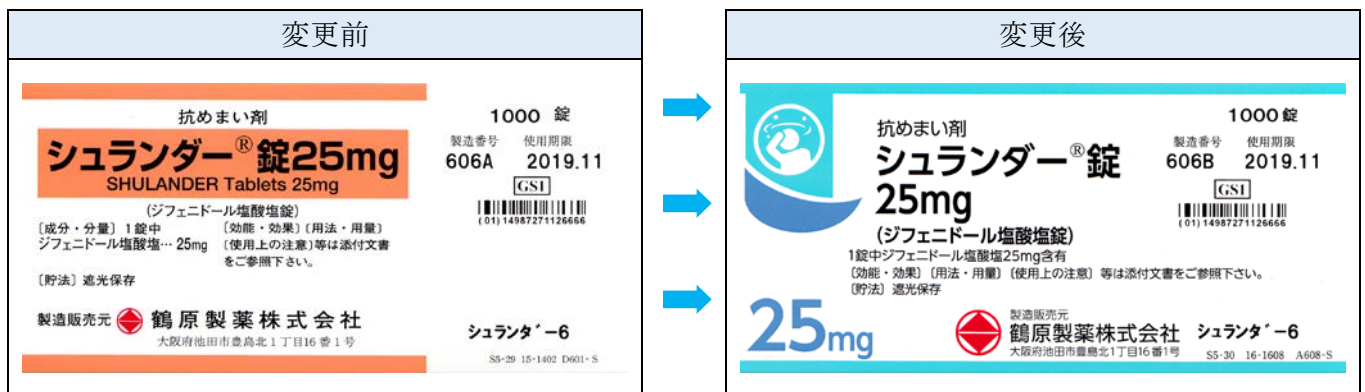 変更前
抗めまい剤
シュランダー®錠25mg
SHULANDER Tablets 25mg
(ジフェニドール塩酸塩錠)
〔成分・分量〕1錠中
ジフェニドール塩酸塩… 25mg
〔効能・効果〕〔用法・用量〕
〔使用上の注意〕等は添付文書
をご参照下さい。
〔貯法〕遮光保存
製造販売元 鶴原製薬株式会社
大阪府池田市豊島北1丁目16番1号
1000 錠
製造番号 使用期限
606A 2019.11
GS1
(01)14987271126666
シュランダー6
S5-29 15-1402 D601-S
変更後
抗めまい剤
シュランダー®錠
25mg
(ジフェニドール塩酸塩錠)
1錠中ジフェニドール塩酸塩25mg含有
〔効能・効果〕〔用法・用量〕〔使用上の注意〕等は添付文書をご参照下さい。
〔貯法〕遮光保存
25mg
製造販売元
鶴原製薬株式会社
大阪府池田市豊島北1丁目16番1号
1000錠
製造番号 使用期限
606B 2019.11
GS1
(01)14987271126666
シュランダー6
S5-30 16-1608 A608-S